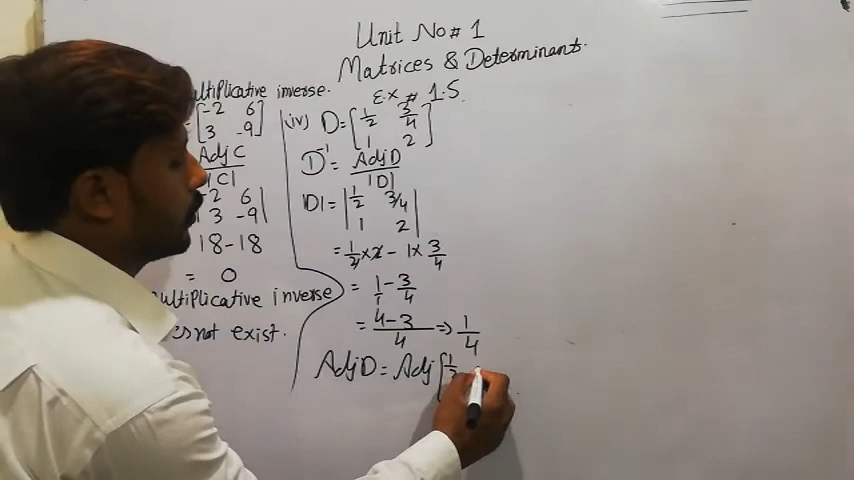 Unit No # 1
Matrices & Determinants.
Ex # 1.5.
ultiplicative inverse.
[-2 6
3 -9]
Adj C
|C|
-2 6
3 -9|
18-18
= 0
ultiplicative inverse
es not exist.
(iv) D = [1/2 3/4
1 2]
D⁻¹ = Adj D
|D|
|D| = |1/2 3/4
1 2|
= 1/2 × 2 - 1 × 3/4
= 1/1 - 3/4
= 4-3/4 => 1/4
Adj D = Adj [1/2